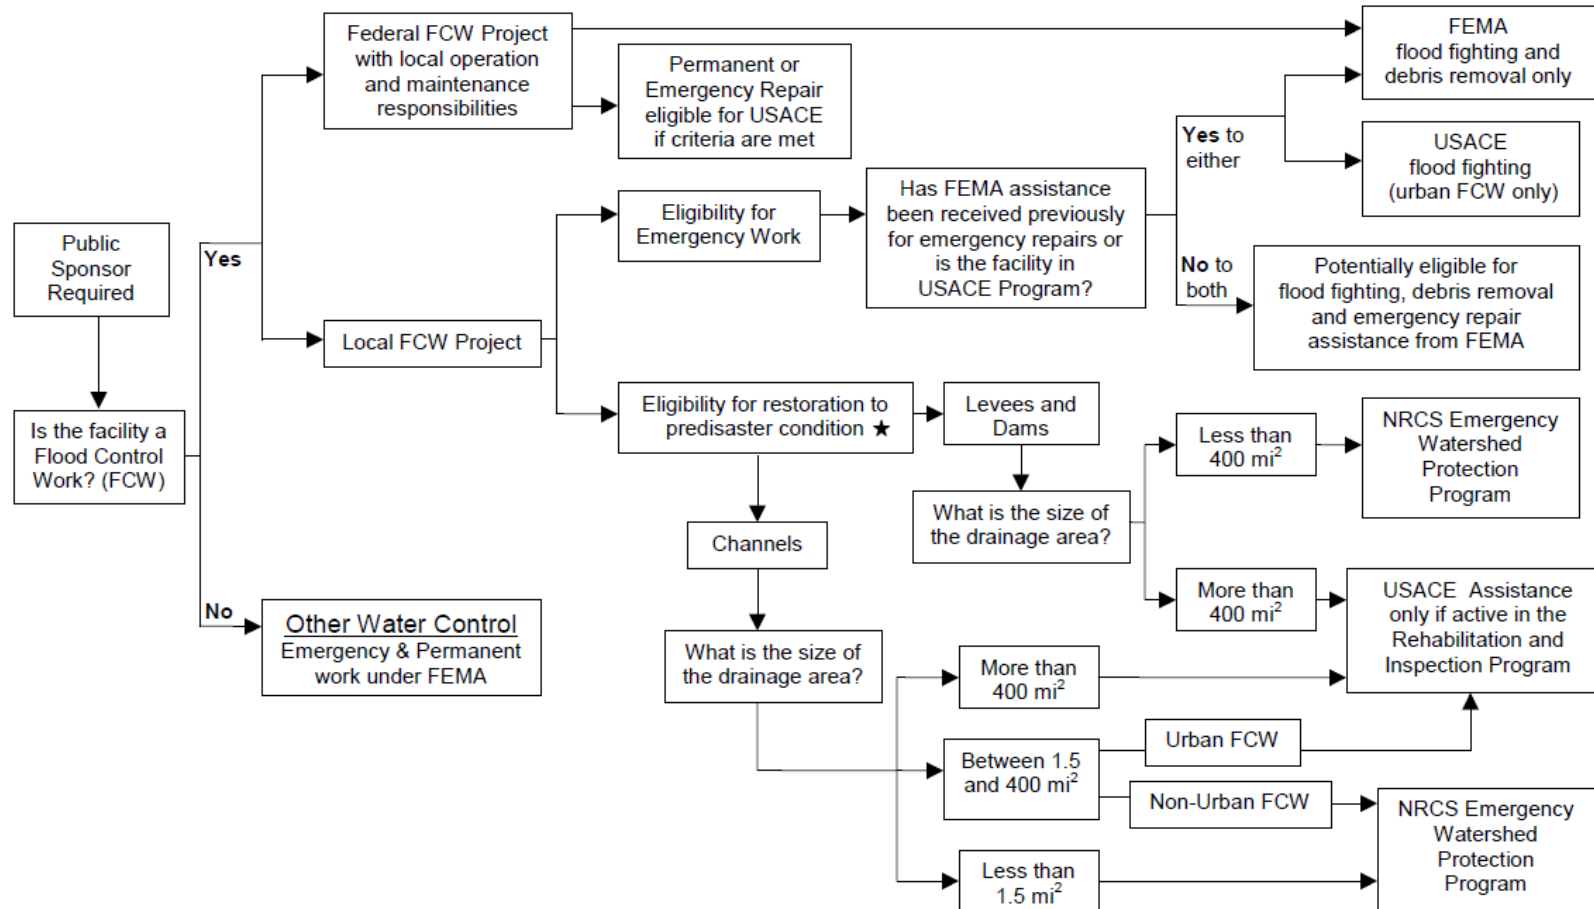 Public
Sponsor
Required
Is the facility a
Flood Control
Work? (FCW)
Yes
No
Other Water Control
Emergency & Permanent
work under FEMA
Federal FCW Project
with local operation
and maintenance
responsibilities
Permanent or
Emergency Repair
eligible for USACE
if criteria are met
FEMA
flood fighting and
debris removal only
Local FCW Project
Eligibility for
Emergency Work
Has FEMA assistance
been received previously
for emergency repairs or
is the facility in
USACE Program?
Yes to
either
USACE
flood fighting
(urban FCW only)
No to
both
Potentially eligible for
flood fighting, debris removal
and emergency repair
assistance from FEMA
Eligibility for restoration to
predisaster condition ★
Levees and
Dams
What is the size of
the drainage area?
Less than
400 mi²
NRCS Emergency
Watershed
Protection
Program
More than
400 mi²
USACE Assistance
only if active in the
Rehabilitation and
Inspection Program
Channels
What is the size of
the drainage area?
More than
400 mi²
Between 1.5
and 400 mi²
Urban FCW
Non-Urban FCW
Less than
1.5 mi²
NRCS Emergency
Watershed
Protection
Program